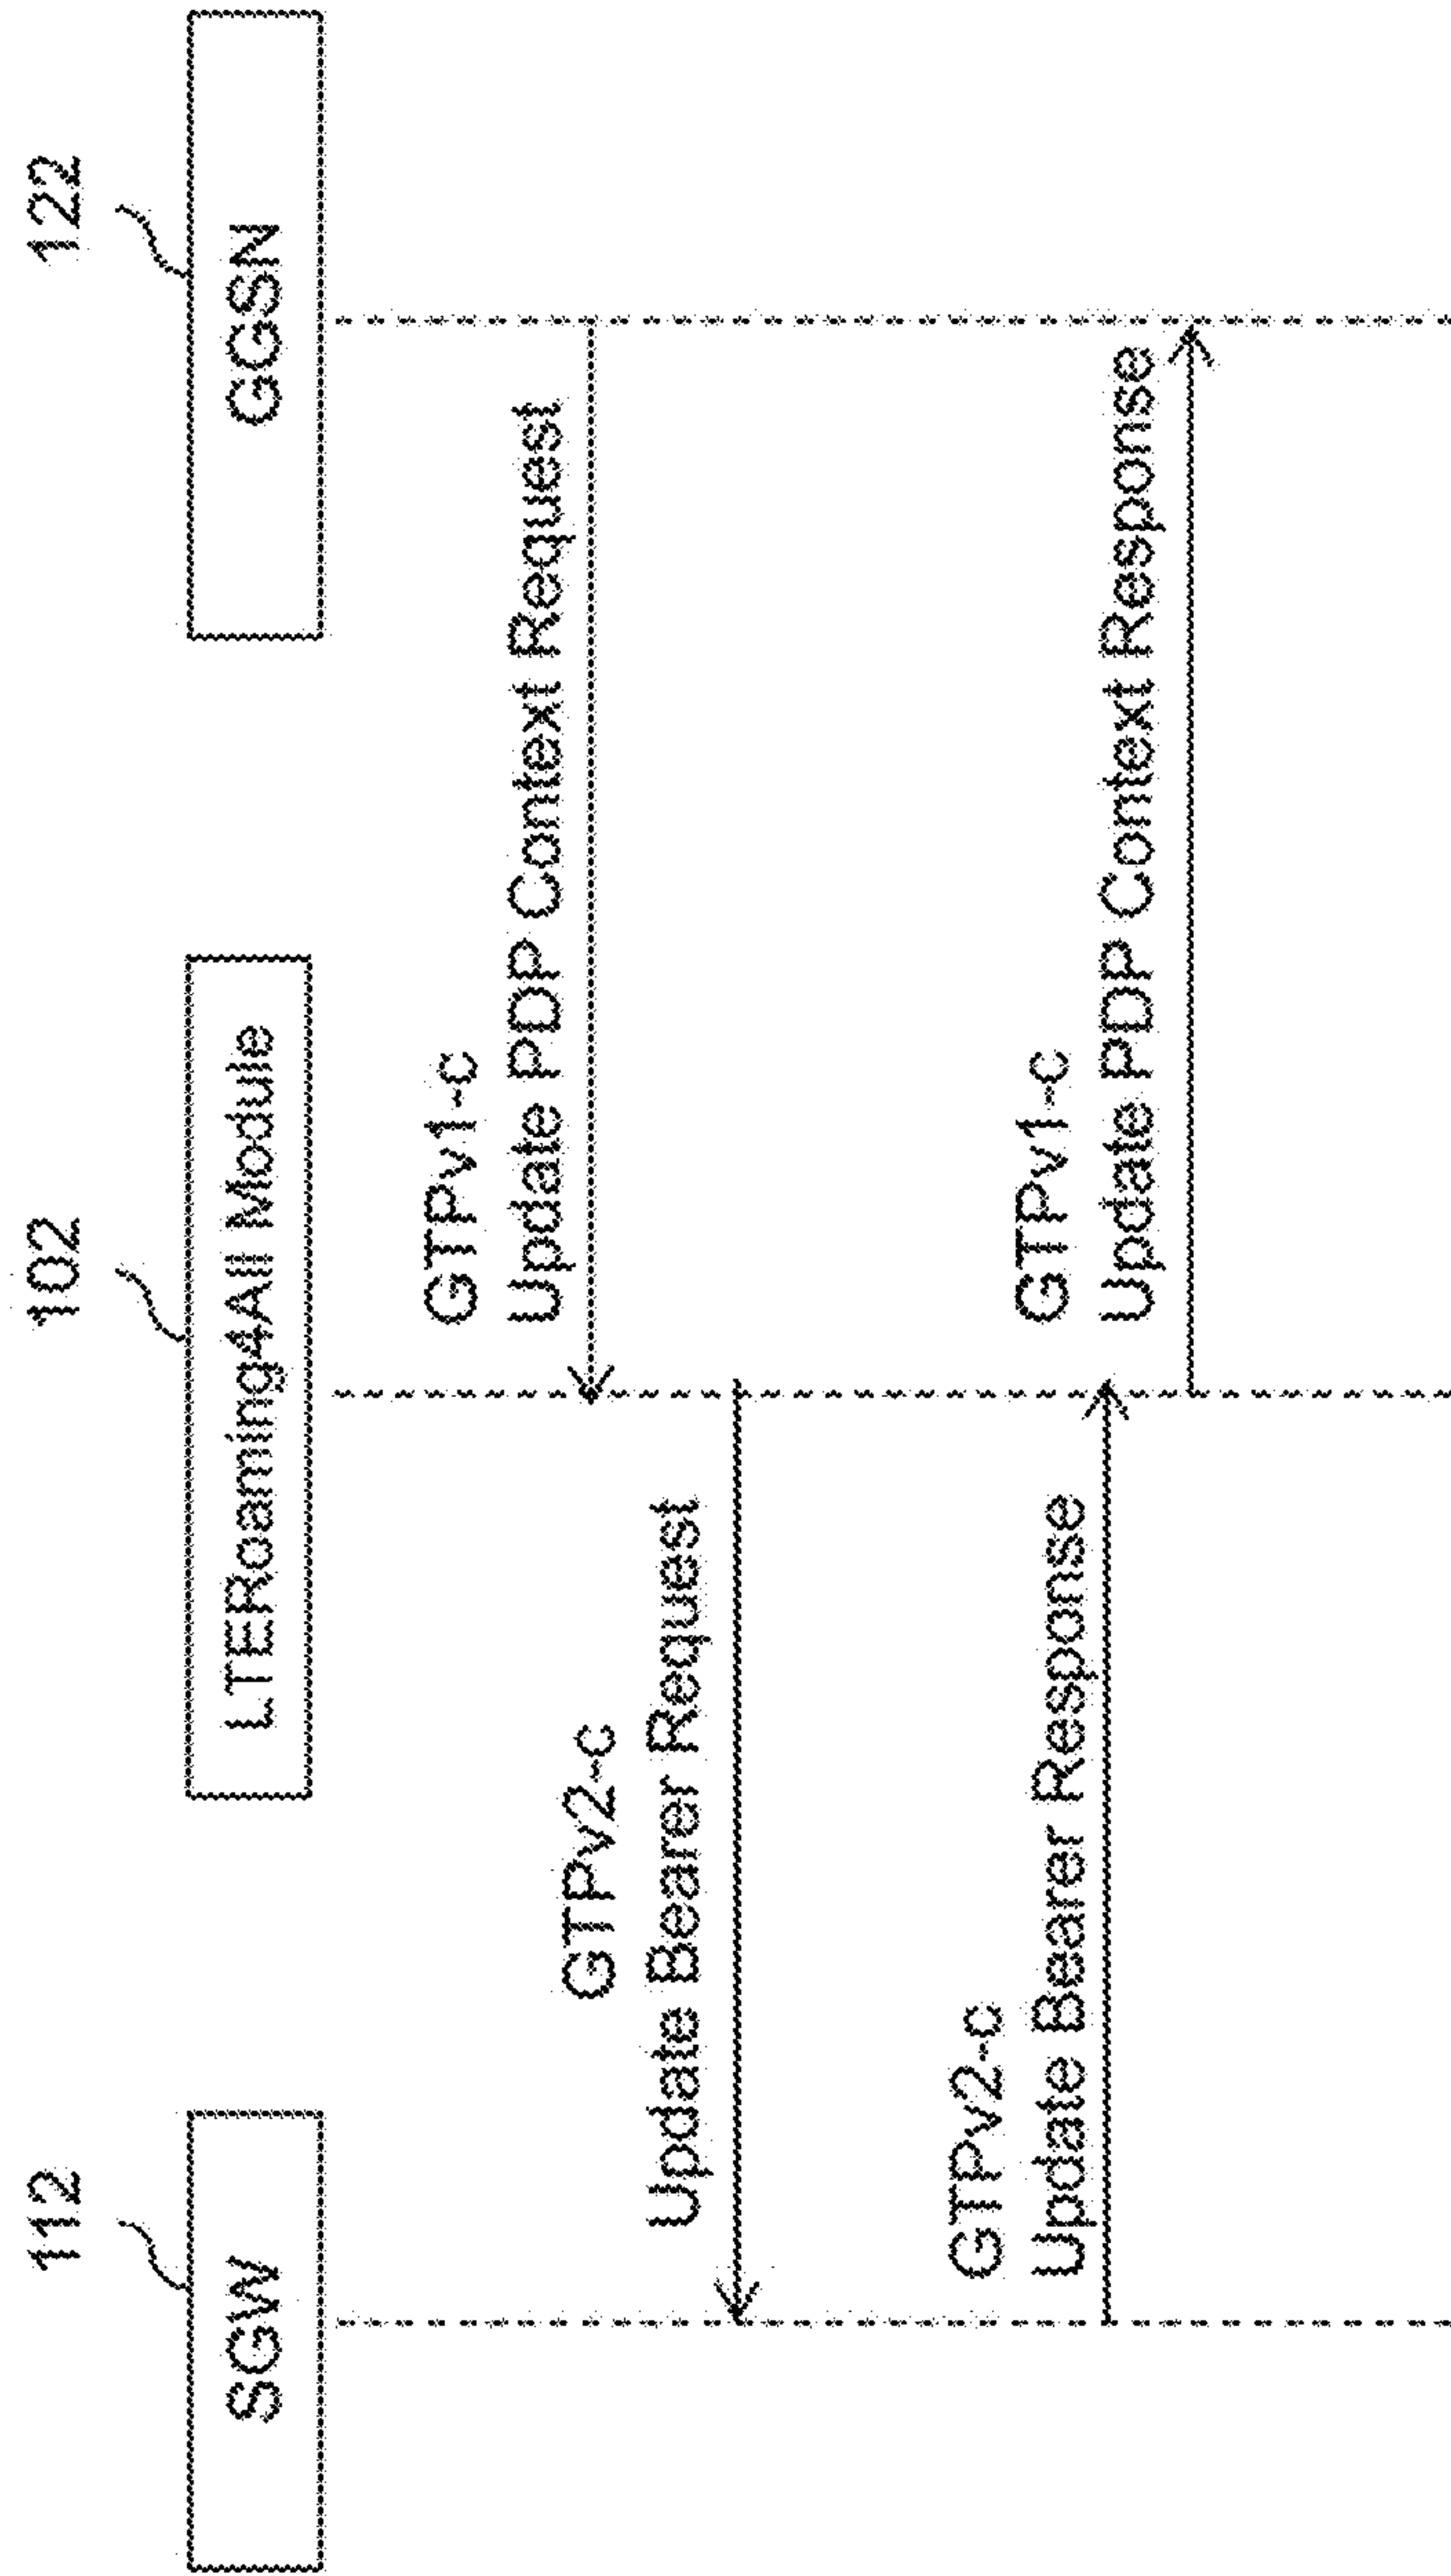 112
102
122
SGW
LTERoaming4All Module
GGSN
GTPv1-c
Update PDP Context Request
GTPv2-c
Update Bearer Request
GTPv2-c
Update Bearer Response
GTPv1-c
Update PDP Context Response